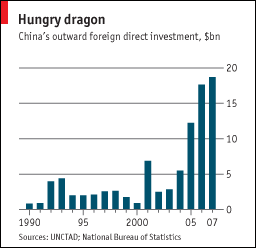 Hungry dragon
China's outward foreign direct investment, $bn
20
15
10
5
0
1990 95 2000 05 07
Sources: UNCTAD; National Bureau of Statistics